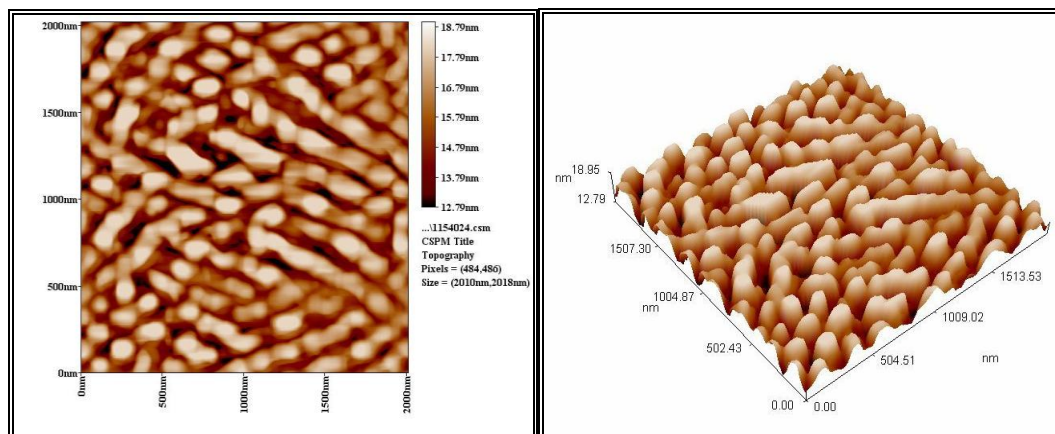 2000nm
1500nm
1000nm
500nm
0nm
0nm
500nm
1000nm
1500nm
2000nm
18.79nm
17.79nm
16.79nm
15.79nm
14.79nm
13.79nm
12.79nm
...\1154024.csm
CSPM Title
Topography
Pixels = (484,486)
Size = (2010nm,2018nm)
18.95
nm
12.79
1507.30
1004.87
nm
502.43
0.00
0.00
504.51
nm
1009.02
1513.53